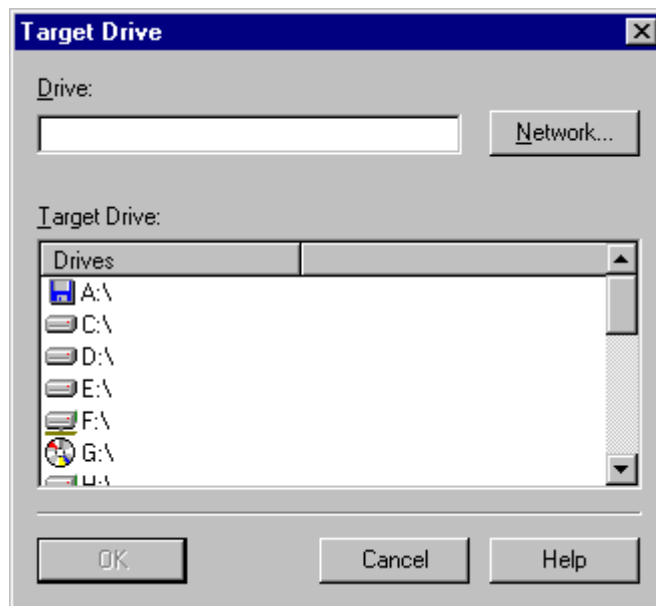 Target Drive
Drive:
Network...
Target Drive:
Drives
A:\
C:\
D:\
E:\
F:\
G:\
H:\
OK
Cancel
Help